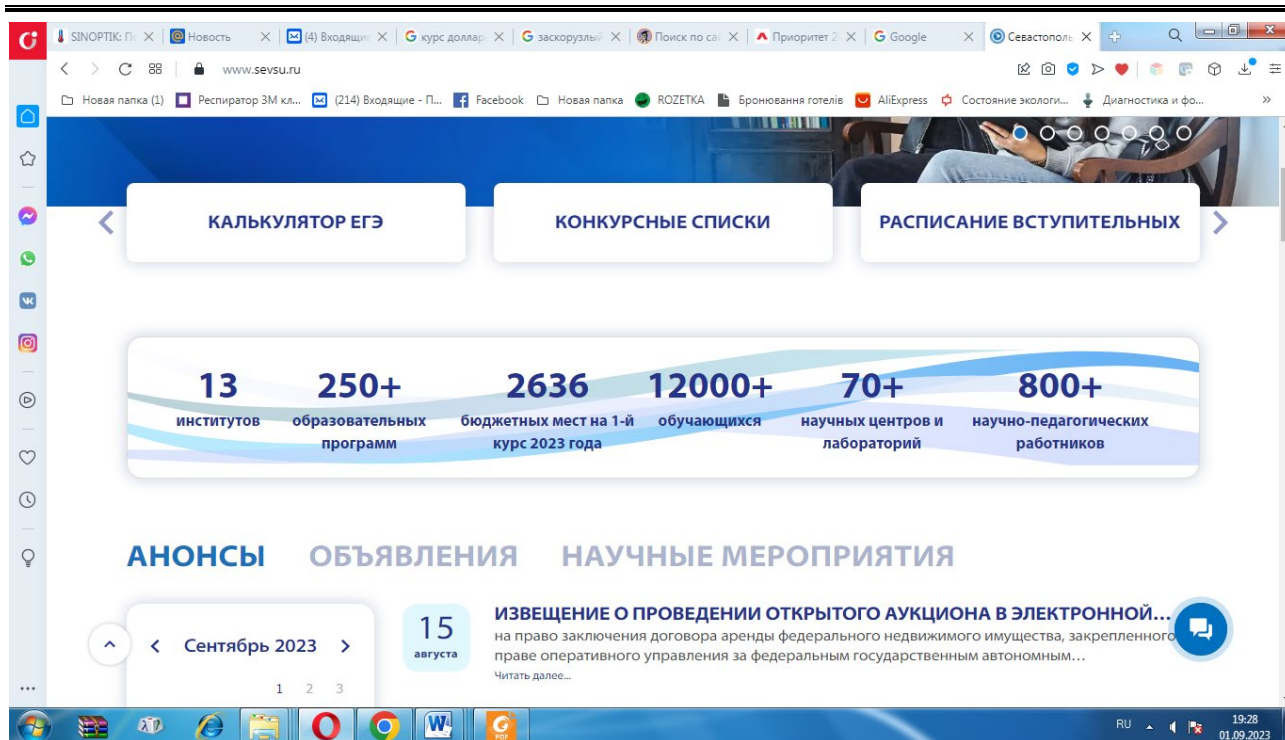 SINOPTIK: По
Новость
(4) Входящие
курс доллар
заскорузлый
Поиск по са
Приоритет 2
Google
Севастополь
www.sevsu.ru
Новая папка (1)
Респиратор 3М кл...
(214) Входящие - П...
Facebook
Новая папка
ROZETKA
Бронювання готелів
AliExpress
Состояние экологи...
Диагностика и фо...
»
КАЛЬКУЛЯТОР ЕГЭ
КОНКУРСНЫЕ СПИСКИ
РАСПИСАНИЕ ВСТУПИТЕЛЬНЫХ
13
институтов
250+
образовательных
программ
2636
бюджетных мест на 1-й
курс 2023 года
12000+
обучающихся
70+
научных центров и
лабораторий
800+
научно-педагогических
работников
АНОНСЫ
ОБЪЯВЛЕНИЯ
НАУЧНЫЕ МЕРОПРИЯТИЯ
Сентябрь 2023
1 2 3
15
августа
ИЗВЕЩЕНИЕ О ПРОВЕДЕНИИ ОТКРЫТОГО АУКЦИОНА В ЭЛЕКТРОННОЙ...
на право заключения договора аренды федерального недвижимого имущества, закрепленного
праве оперативного управления за федеральным государственным автономным...
Читать далее...
RU
19:28
01.09.2023